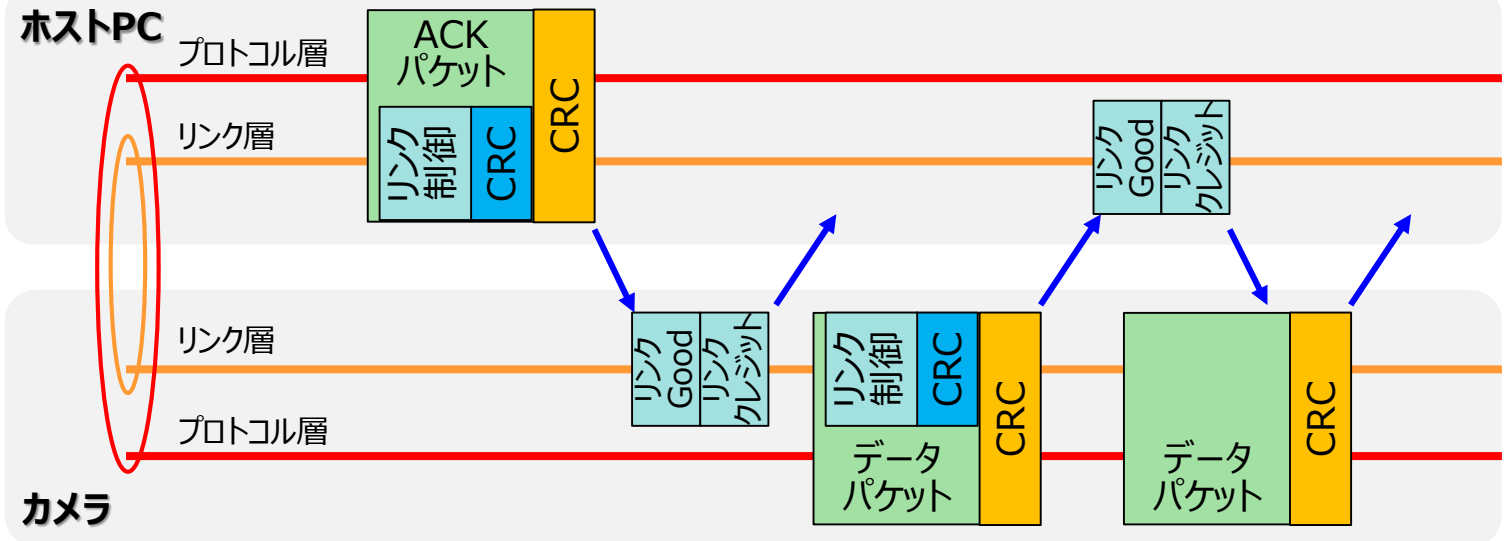 ホストPC
プロトコル層
ACK
パケット
CRC
リンク層
リンク
制御
CRC
リンク
Good
リンク
クレジット
リンク層
リンク
Good
リンク
クレジット
リンク
制御
CRC
CRC
データ
パケット
CRC
データ
パケット
プロトコル層
カメラ